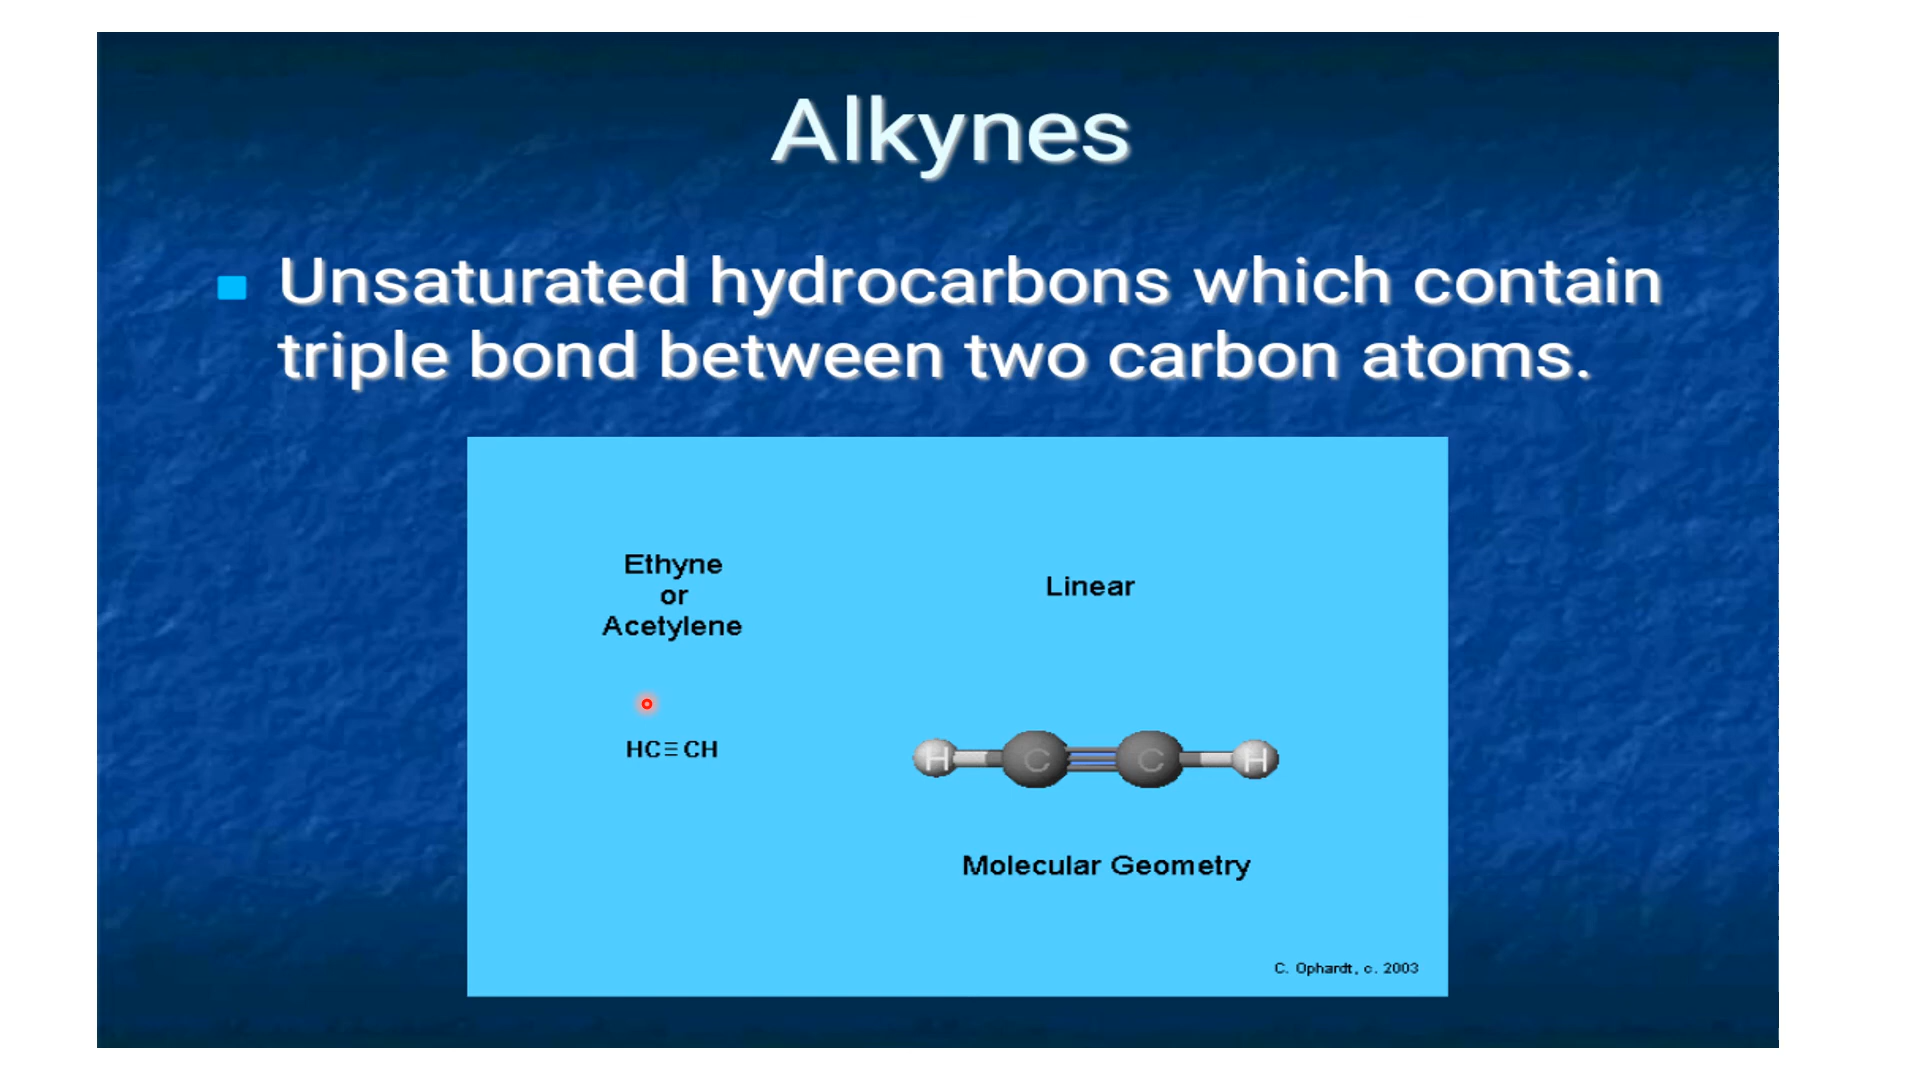 Alkynes
Unsaturated hydrocarbons which contain
triple bond between two carbon atoms.
Ethyne
or
Acetylene
Linear
HC≡CH
H C C H
Molecular Geometry
C. Ophardt, c. 2003